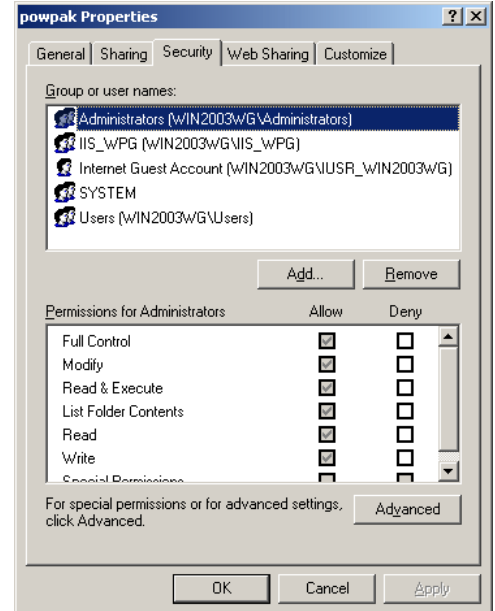 powpak Properties
General Sharing Security Web Sharing Customize
Group or user names:
Administrators (WIN2003WG\Administrators)
IIS_WPG (WIN2003WG\IIS_WPG)
Internet Guest Account (WIN2003WG\IUSR_WIN2003WG)
SYSTEM
Users (WIN2003WG\Users)
Add... Remove
Permissions for Administrators Allow Deny
Full Control
Modify
Read & Execute
List Folder Contents
Read
Write
Special Permissions
For special permissions or for advanced settings,
click Advanced.
Advanced
OK Cancel Apply